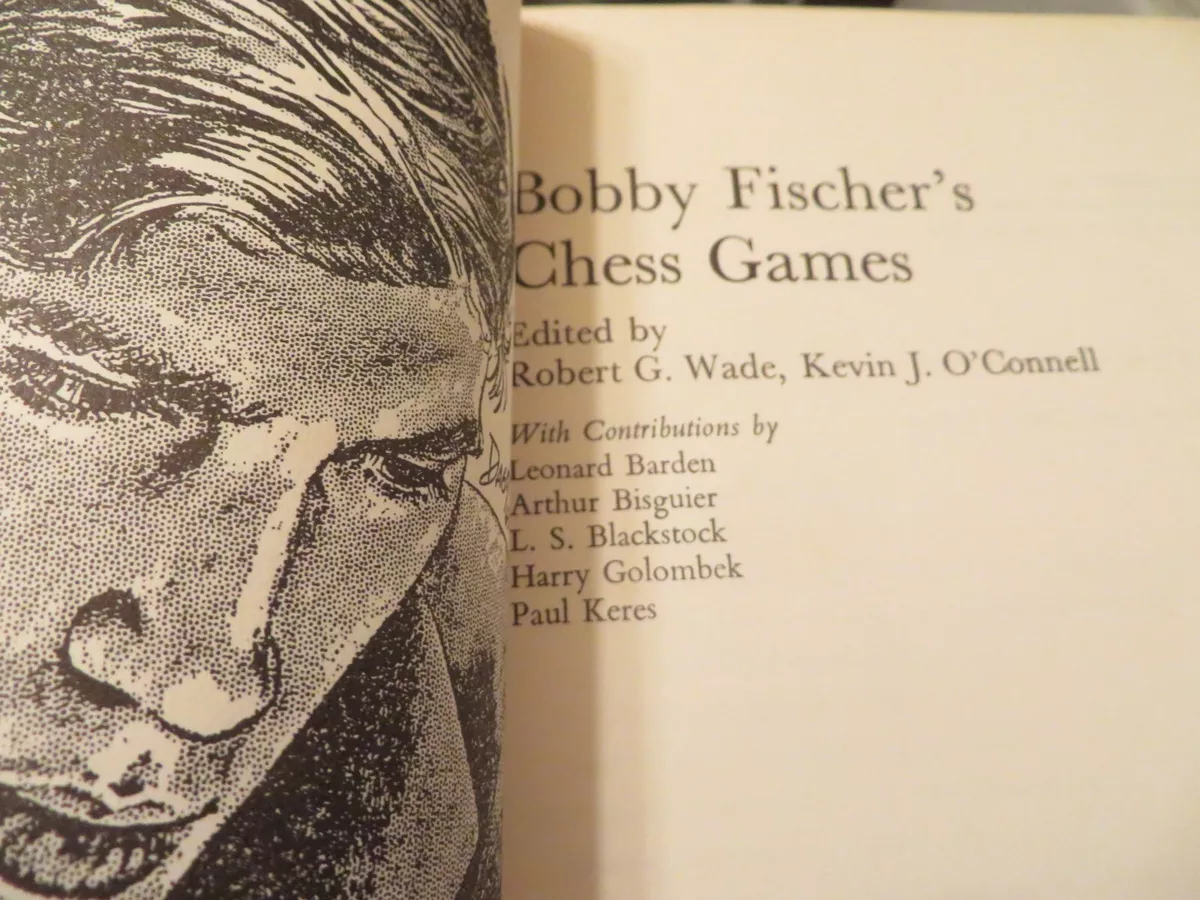 Bobby Fischer's
Chess Games
Edited by
Robert G. Wade, Kevin J. O'Connell
With Contributions by
Leonard Barden
Arthur Bisguier
L. S. Blackstock
Harry Golombek
Paul Keres